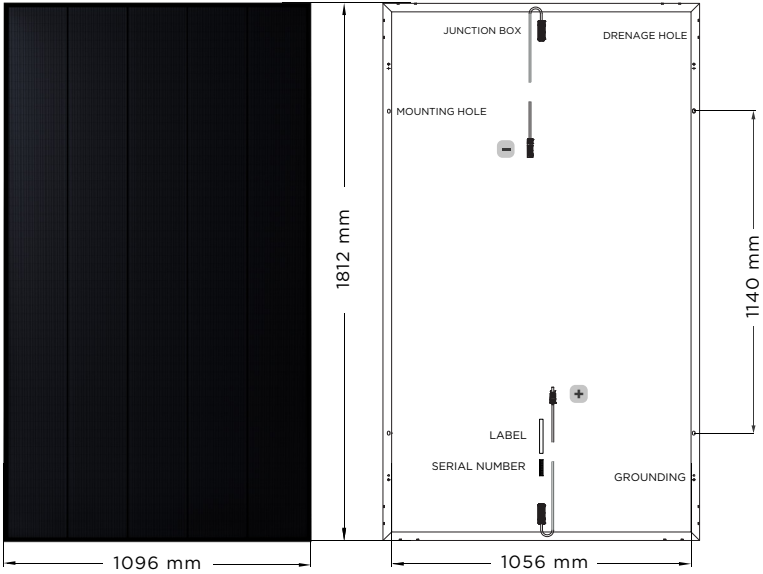 JUNCTION BOX
DRENAGE HOLE
MOUNTING HOLE
−
1812 mm
1140 mm
+
LABEL
SERIAL NUMBER
GROUNDING
1096 mm
1056 mm